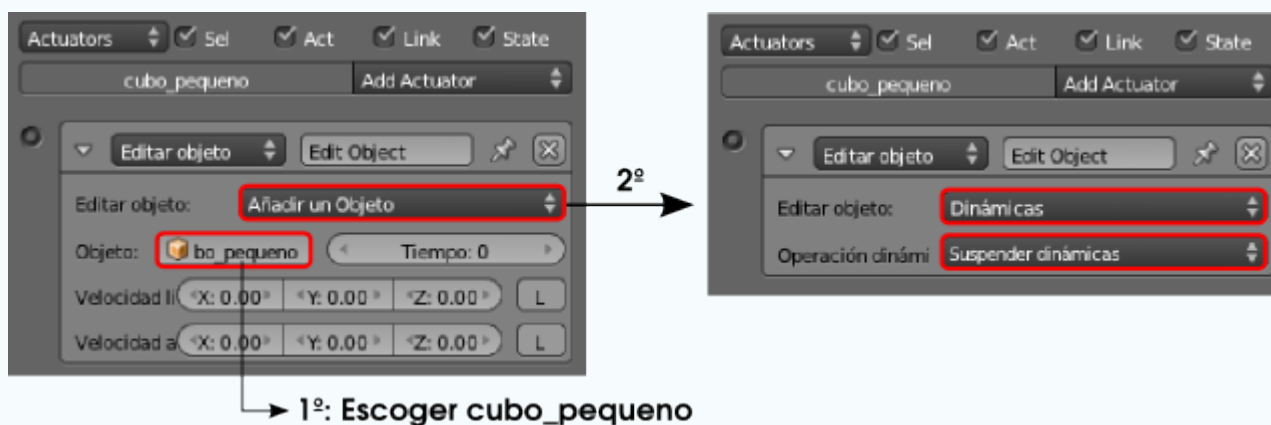 Actuators Sel Act Link State
cubo_pequeno Add Actuator
Editar objeto Edit Object
Editar objeto: Añadir un Objeto
Objeto: bo_pequeno Tiempo: 0
Velocidad li X: 0.00 Y: 0.00 Z: 0.00 L
Velocidad a X: 0.00 Y: 0.00 Z: 0.00 L
1º: Escoger cubo_pequeno
2º
Actuators Sel Act Link State
cubo_pequeno Add Actuator
Editar objeto Edit Object
Editar objeto: Dinámicas
Operación dinámi Suspender dinámicas